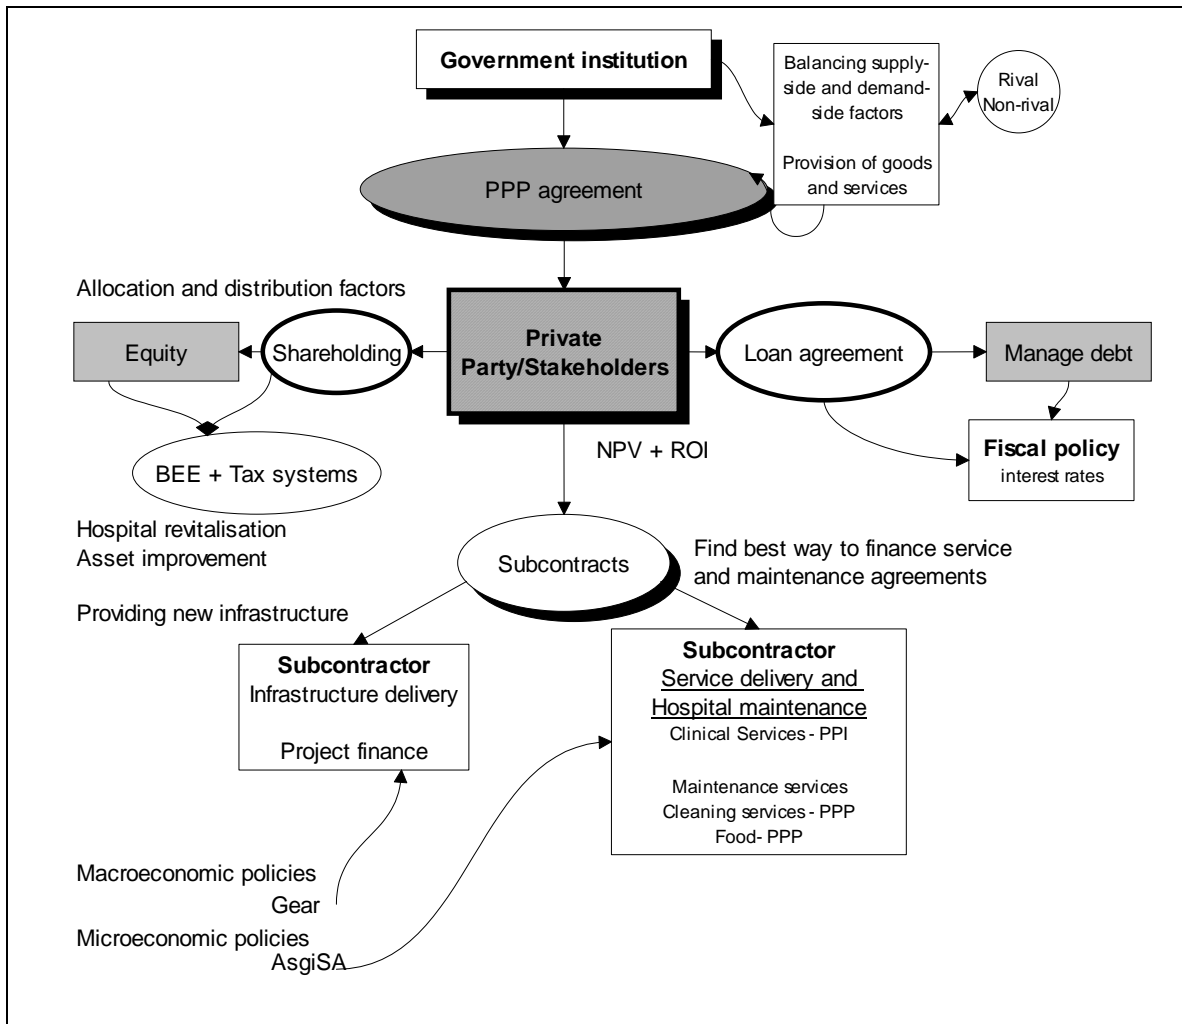 Government institution
Balancing supply-
side and demand-
side factors
Provision of goods
and services
Rival
Non-rival
PPP agreement
Allocation and distribution factors
Equity
Shareholding
Private
Party/Stakeholders
Loan agreement
Manage debt
BEE + Tax systems
NPV + ROI
Fiscal policy
interest rates
Hospital revitalisation
Asset improvement
Providing new infrastructure
Subcontracts
Find best way to finance service
and maintenance agreements
Subcontractor
Infrastructure delivery
Project finance
Subcontractor
Service delivery and
Hospital maintenance
Clinical Services - PPI
Maintenance services
Cleaning services - PPP
Food- PPP
Macroeconomic policies
Gear
Microeconomic policies
AsgiSA